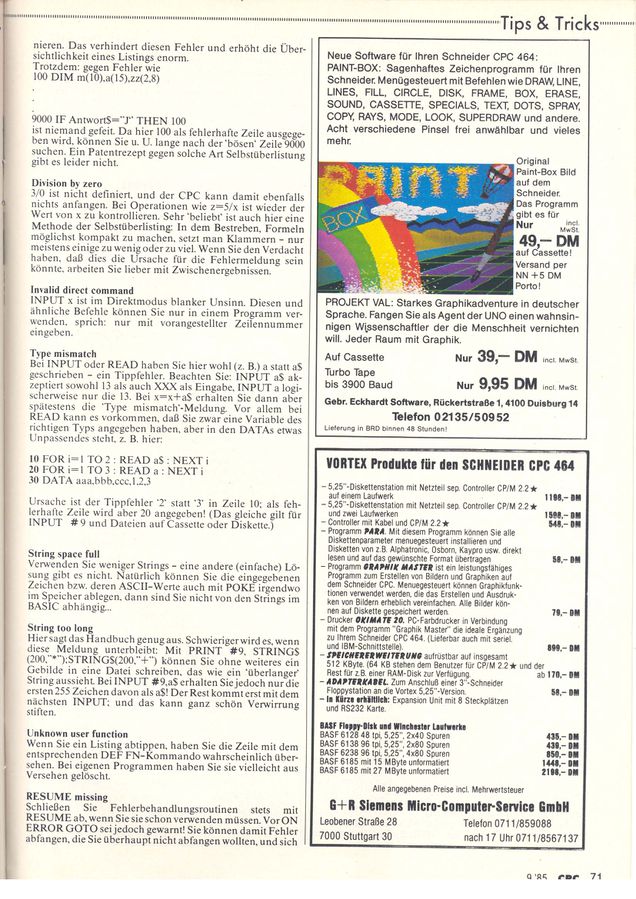 Tips & Tricks
nieren. Das verhindert diesen Fehler und erhöht die Über-
sichtlichkeit eines Listings enorm.
Trotzdem: gegen Fehler wie
100 DIM m(10),a(15),zz(2,8)
.
.
.
9000 IF Antwort$="J" THEN 100
ist niemand gefeit. Da hier 100 als fehlerhafte Zeile ausgege-
ben wird, können Sie u. U. lange nach der 'bösen' Zeile 9000
suchen. Ein Patentrezept gegen solche Art Selbstüberlistung
gibt es leider nicht.
Division by zero
3/0 ist nicht definiert, und der CPC kann damit ebenfalls
nichts anfangen. Bei Operationen wie z=5/x ist wieder der
Wert von x zu kontrollieren. Sehr 'beliebt' ist auch hier eine
Methode der Selbstüberlistung: In dem Bestreben, Formeln
möglichst kompakt zu machen, setzt man Klammern – nur
meistens einige zu wenig oder zu viel. Wenn Sie den Verdacht
haben, daß dies die Ursache für die Fehlermeldung sein
könnte, arbeiten Sie lieber mit Zwischenergebnissen.
Invalid direct command
INPUT x ist im Direktmodus blanker Unsinn. Diesen und
ähnliche Befehle können Sie nur in einem Programm ver-
wenden, sprich: nur mit vorangestellter Zeilennummer
eingeben.
Type mismatch
Bei INPUT oder READ haben Sie hier wohl (z. B.) a statt a$
geschrieben – ein Tippfehler. Beachten Sie: INPUT a$ ak-
zeptiert sowohl 13 als auch XXX als Eingabe, INPUT a logi-
scherweise nur die 13. Bei x=x+a$ erhalten Sie dann aber
spätestens die 'Type mismatch'-Meldung. Vor allem bei
READ kann es vorkommen, daß Sie zwar eine Variable des
richtigen Typs angegeben haben, aber in den DATAs etwas
Unpassendes steht, z. B. hier:
10 FOR i=1 TO 2 : READ a$ : NEXT i
20 FOR i=1 TO 3 : READ a : NEXT i
30 DATA aaa,bbb,ccc,1,2,3
Ursache ist der Tippfehler '2' statt '3' in Zeile 10; als feh-
lerhafte Zeile wird aber 20 angegeben! (Das gleiche gilt für
INPUT #9 und Dateien auf Cassette oder Diskette.)
String space full
Verwenden Sie weniger Strings – eine andere (einfache) Lö-
sung gibt es nicht. Natürlich können Sie die eingegebenen
Zeichen bzw. deren ASCII-Werte auch mit POKE irgendwo
im Speicher ablegen, dann sind Sie nicht von den Strings im
BASIC abhängig...
String too long
Hier sagt das Handbuch genug aus. Schwieriger wird es, wenn
diese Meldung unterbleibt: Mit PRINT #9, STRING$
(200,"*");STRING$(200,"+") können Sie ohne weiteres ein
Gebilde in eine Datei schreiben, das wie ein 'überlanger'
String aussieht. Bei INPUT #9,a$ erhalten Sie jedoch nur die
ersten 255 Zeichen davon als a$! Der Rest kommt erst mit dem
nächsten INPUT; und das kann ganz schön Verwirrung
stiften.
Unknown user function
Wenn Sie ein Listing abtippen, haben Sie die Zeile mit dem
entsprechenden DEF FN-Kommando wahrscheinlich über-
sehen. Bei eigenen Programmen haben Sie sie vielleicht aus
Versehen gelöscht.
RESUME missing
Schließen Sie Fehlerbehandlungsroutinen stets mit
RESUME ab, wenn Sie sie schon verwenden müssen. Vor ON
ERROR GOTO sei jedoch gewarnt! Sie können damit Fehler
abfangen, die Sie überhaupt nicht abfangen wollten, und sich
Neue Software für Ihren Schneider CPC 464:
PAINT-BOX: Sagenhaftes Zeichenprogramm für Ihren
Schneider. Menügesteuert mit Befehlen wie DRAW, LINE,
LINES, FILL, CIRCLE, DISK, FRAME, BOX, ERASE,
SOUND, CASSETTE, SPECIALS, TEXT, DOTS, SPRAY,
COPY, RAYS, MODE, LOOK, SUPERDRAW und andere.
Acht verschiedene Pinsel frei anwählbar und vieles
mehr.
PAINT
BOX
Original
Paint-Box Bild
auf dem
Schneider.
Das Programm
gibt es für
Nur incl. MwSt.
49,– DM
auf Cassette!
Versand per
NN +5 DM
Porto!
PROJEKT VAL: Starkes Graphikadventure in deutscher
Sprache. Fangen Sie als Agent der UNO einen wahnsin-
nigen Wissenschaftler der die Menschheit vernichten
will. Jeder Raum mit Graphik.
Auf Cassette Nur 39,– DM incl. MwSt.
Turbo Tape
bis 3900 Baud Nur 9,95 DM incl. MwSt.
Gebr. Eckhardt Software, Rückertstraße 1, 4100 Duisburg 14
Telefon 02135/50952
Lieferung in BRD binnen 48 Stunden!
VORTEX Produkte für den SCHNEIDER CPC 464
– 5,25"-Diskettenstation mit Netzteil sep. Controller CP/M 2.2★
auf einem Laufwerk 1198,– DM
– 5,25"-Diskettenstation mit Netzteil sep. Controller CP/M 2.2★
und zwei Laufwerken 1598,– DM
– Controller mit Kabel und CP/M 2.2★ 548,– DM
– Programm PARA. Mit diesem Programm können Sie alle
Diskettenparameter menuegesteuert installieren und
Disketten von z.B. Alphatronic, Osborn, Kaypro usw. direkt
lesen und auf das gewünschte Format übertragen 58,– DM
– Programm GRAPHIK MASTER ist ein leistungsfähiges
Programm zum Erstellen von Bildern und Graphiken auf
dem Schneider CPC. Menuegesteuert können Graphikfunk-
tionen verwendet werden, die das Erstellen und Ausdruk-
ken von Bildern erheblich vereinfachen. Alle Bilder kön-
nen auf Diskette gespeichert werden. 79,– DM
– Drucker OKIMATE 20. PC-Farbdrucker in Verbindung
mit dem Programm "Graphik Master" die ideale Ergänzung
zu Ihrem Schneider CPC 464. (Lieferbar auch mit seriel.
und IBM-Schnittstelle). 899,– DM
– SPEICHERERWEITERUNG aufrüstbar auf insgesamt
512 KByte. (64 KB stehen dem Benutzer für CP/M 2.2★ und der
Rest für z.B. einer RAM-Disk zur Verfügung. ab 170,– DM
– ADAPTERKABEL. Zum Anschluß einer 3"-Schneider
Floppystation an die Vortex 5,25"-Version. 58,– DM
– In Kürze erhältlich: Expansion Unit mit 8 Steckplätzen
und RS232 Karte.
BASF Floppy-Disk und Winchester Laufwerke
BASF 6128 48 tpi, 5,25", 2x40 Spuren 435,– DM
BASF 6138 96 tpi, 5,25", 2x80 Spuren 439,– DM
BASF 6238 96 tpi, 5,25", 4x80 Spuren 850,– DM
BASF 6185 mit 15 MByte unformatiert 1448,– DM
BASF 6185 mit 27 MByte unformatiert 2198,– DM
Alle angegebenen Preise incl. Mehrwertsteuer
G+R Siemens Micro-Computer-Service GmbH
Leobener Straße 28 Telefon 0711/859088
7000 Stuttgart 30 nach 17 Uhr 0711/8567137
9 '85 CPC 71